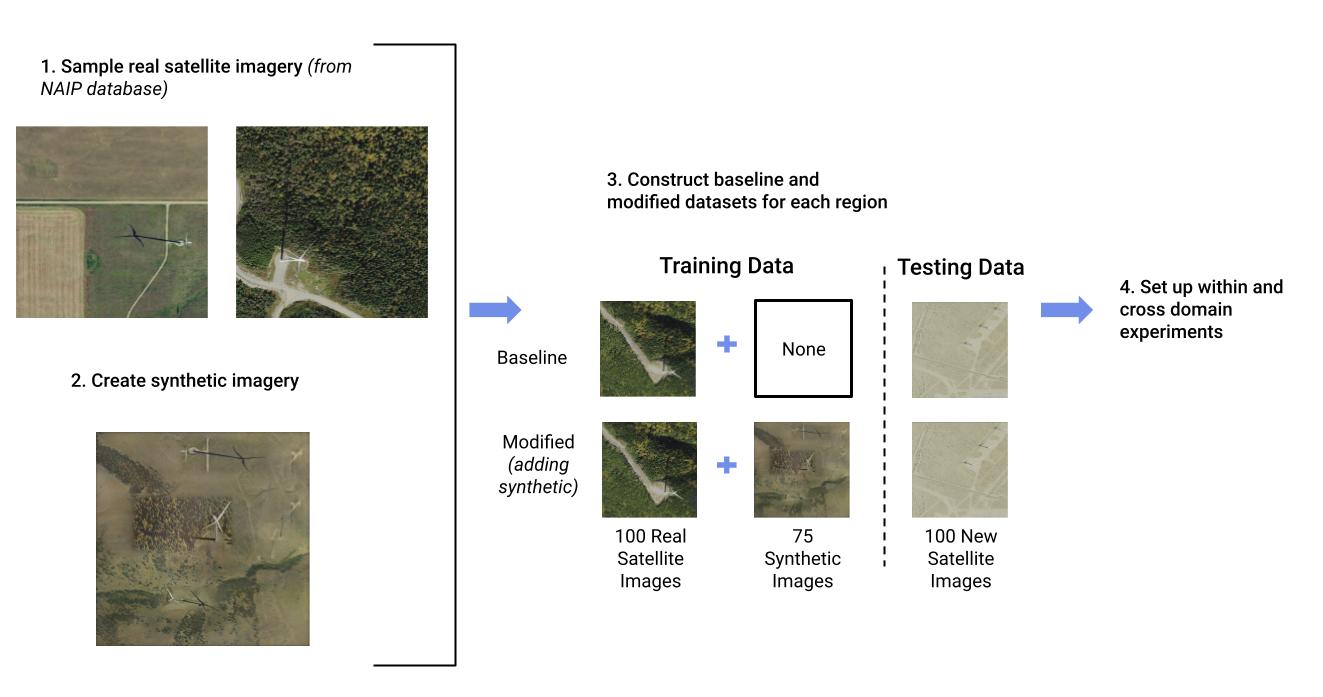 1. Sample real satellite imagery (from
NAIP database)
2. Create synthetic imagery
3. Construct baseline and
modified datasets for each region
Training Data
Testing Data
Baseline
None
Modified
(adding
synthetic)
100 Real
Satellite
Images
75
Synthetic
Images
100 New
Satellite
Images
4. Set up within and
cross domain
experiments